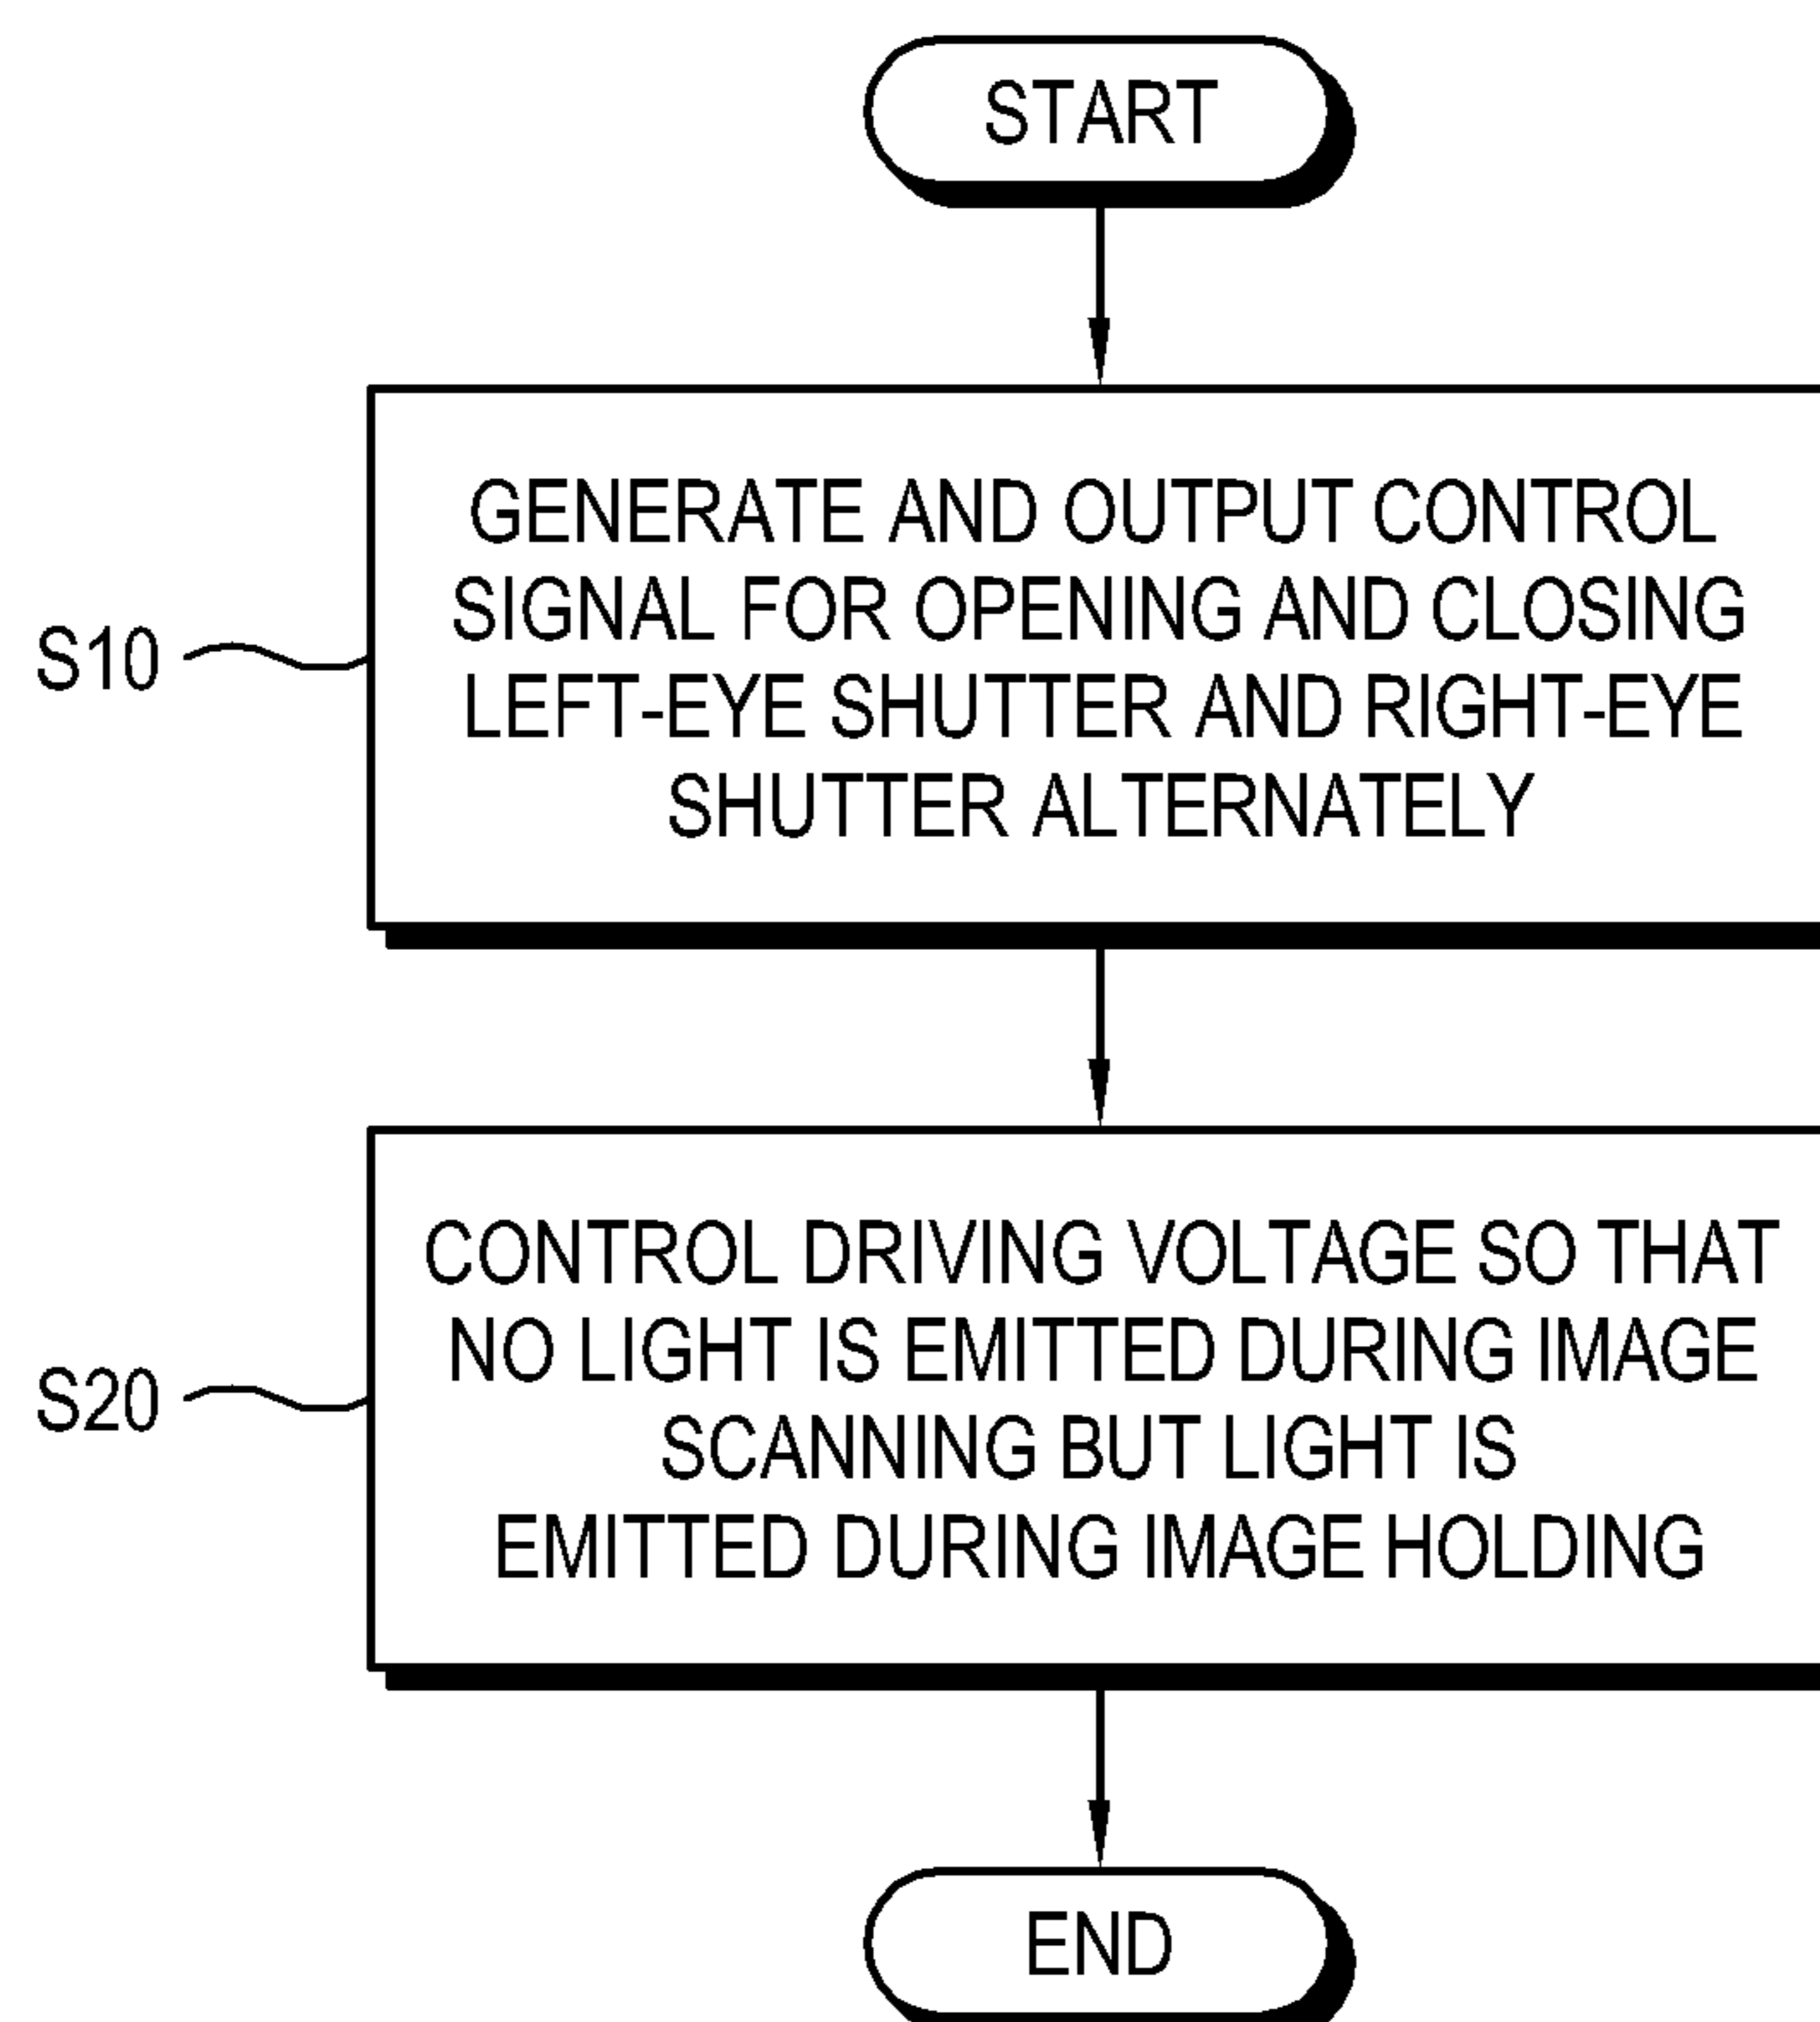 START
GENERATE AND OUTPUT CONTROL
SIGNAL FOR OPENING AND CLOSING
LEFT-EYE SHUTTER AND RIGHT-EYE
SHUTTER ALTERNATELY
S10
CONTROL DRIVING VOLTAGE SO THAT
NO LIGHT IS EMITTED DURING IMAGE
SCANNING BUT LIGHT IS
EMITTED DURING IMAGE HOLDING
S20
END